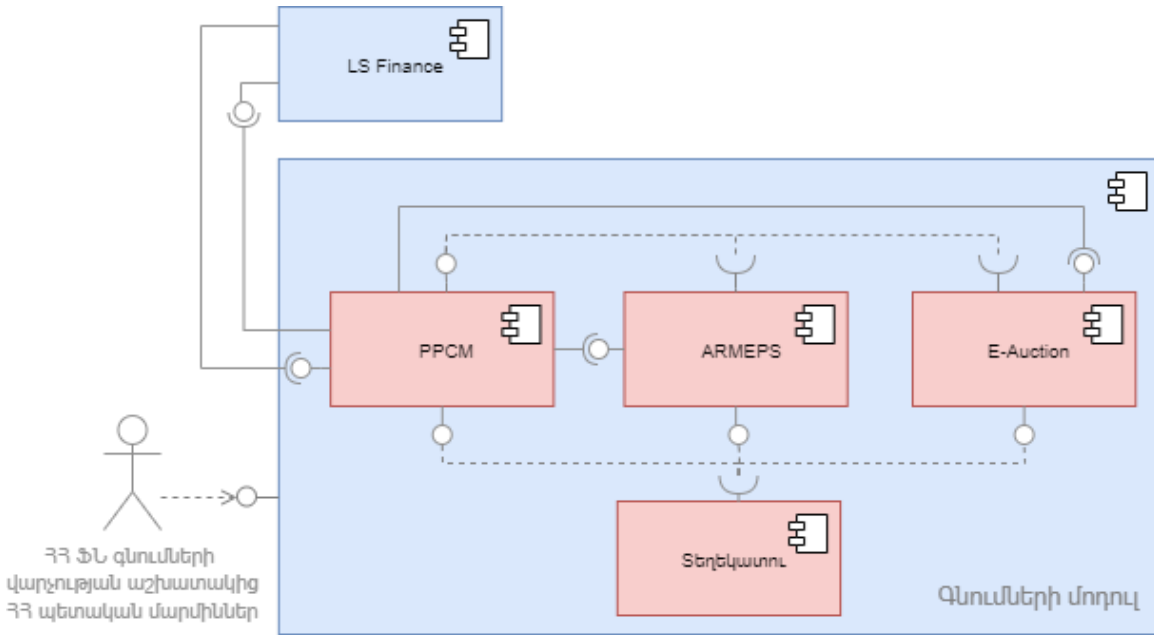 LS Finance
PPCM
ARMEPS
E-Auction
Տեղեկատու
Գնումների մոդուլ
ՀՀ ՖՆ գնումների
վարչության աշխատակից
ՀՀ պետական մարմիններ